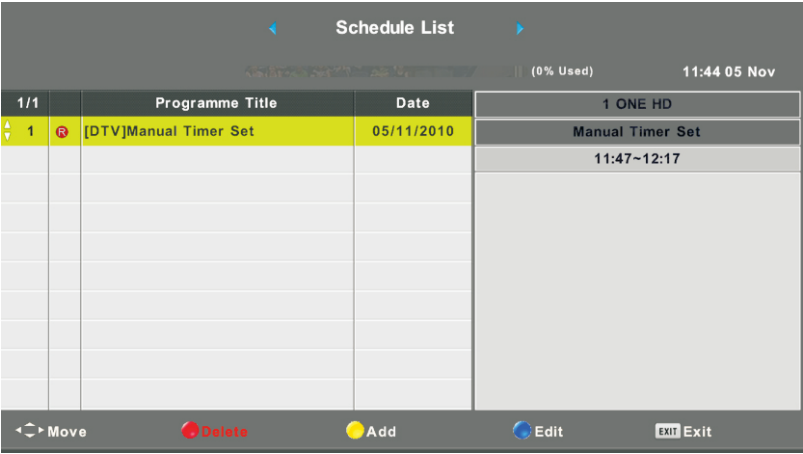 Schedule List
(0% Used) 11:44 05 Nov
1/1 Programme Title Date 1 ONE HD
1 R [DTV]Manual Timer Set 05/11/2010 Manual Timer Set
11:47~12:17
Move Delete Add Edit EXIT Exit